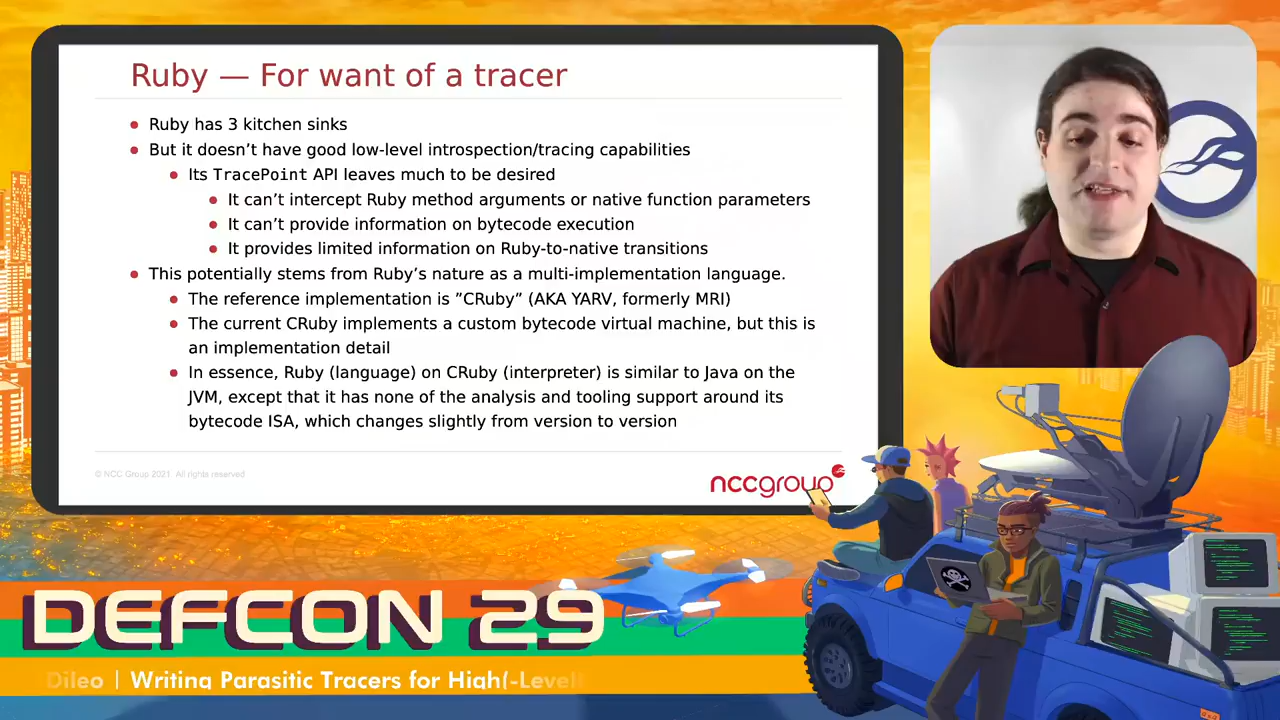 Ruby — For want of a tracer
Ruby has 3 kitchen sinks
But it doesn’t have good low-level introspection/tracing capabilities
Its TracePoint API leaves much to be desired
It can’t intercept Ruby method arguments or native function parameters
It can’t provide information on bytecode execution
It provides limited information on Ruby-to-native transitions
This potentially stems from Ruby’s nature as a multi-implementation language.
The reference implementation is ”CRuby” (AKA YARV, formerly MRI)
The current CRuby implements a custom bytecode virtual machine, but this is
an implementation detail
In essence, Ruby (language) on CRuby (interpreter) is similar to Java on the
JVM, except that it has none of the analysis and tooling support around its
bytecode ISA, which changes slightly from version to version
© NCC Group 2021 All rights reserved
nccgroup
DEFCON 29
Dileo | Writing Parasitic Tracers for High(-Level